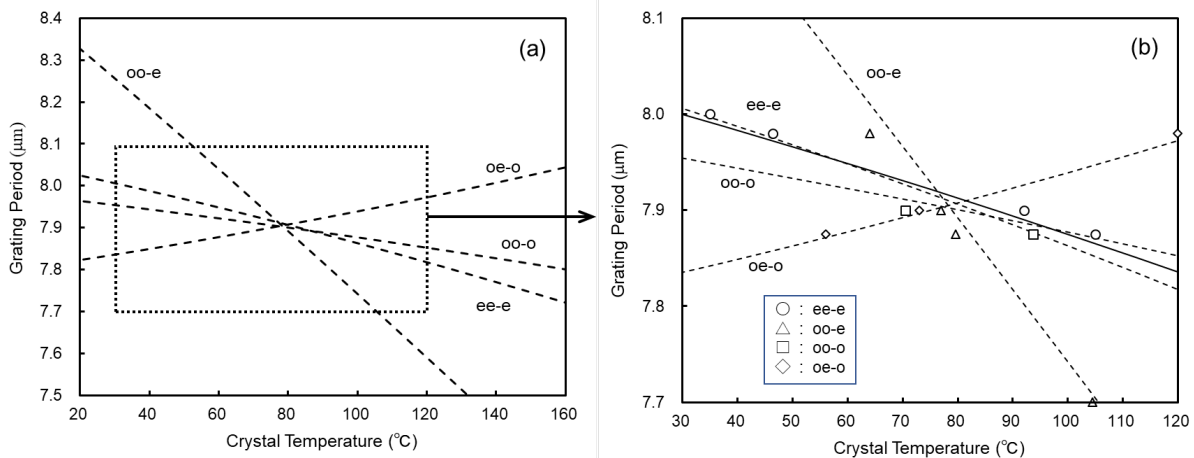 (a)
8.4
8.3
8.2
8.1
8.0
7.9
7.8
7.7
7.6
7.5
Grating Period (μm)
oo-e
oe-o
oo-o
ee-e
20
40
60
80
100
120
140
160
Crystal Temperature (℃)
(b)
8.1
8.0
7.9
7.8
7.7
Grating Period (μm)
oo-e
ee-e
oo-o
oe-o
: ee-e
: oo-e
: oo-o
: oe-o
30
40
50
60
70
80
90
100
110
120
Crystal Temperature (℃)